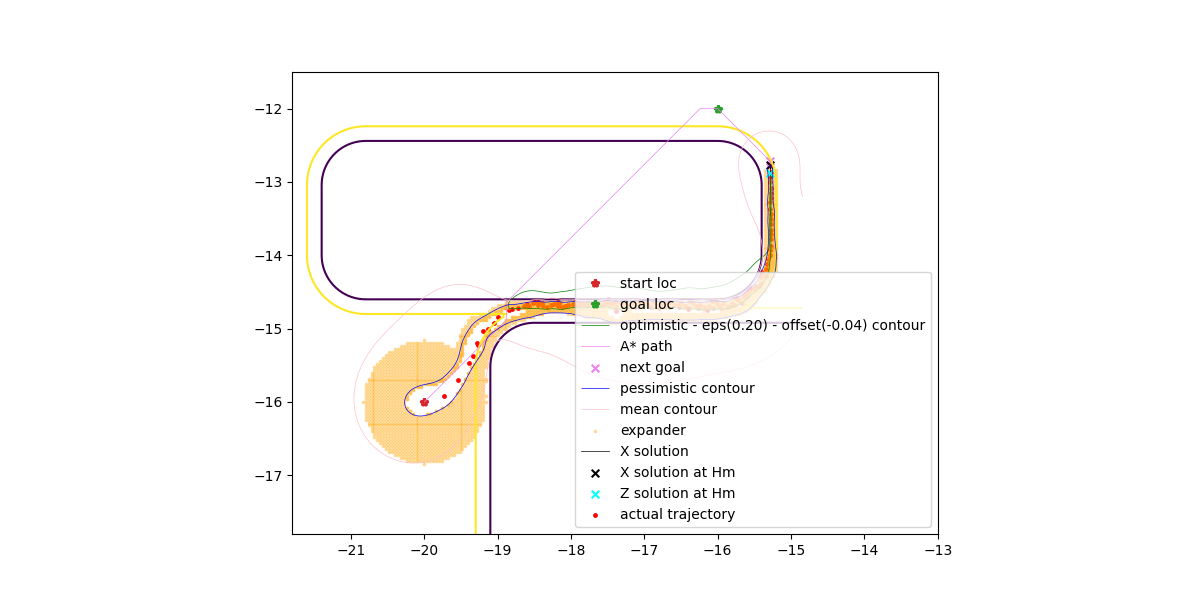 −12
−13
−14
−15
−16
−17
start loc
goal loc
optimistic - eps(0.20) - offset(-0.04) contour
A* path
next goal
pessimistic contour
mean contour
expander
X solution
X solution at Hm
Z solution at Hm
actual trajectory
−21 −20 −19 −18 −17 −16 −15 −14 −13